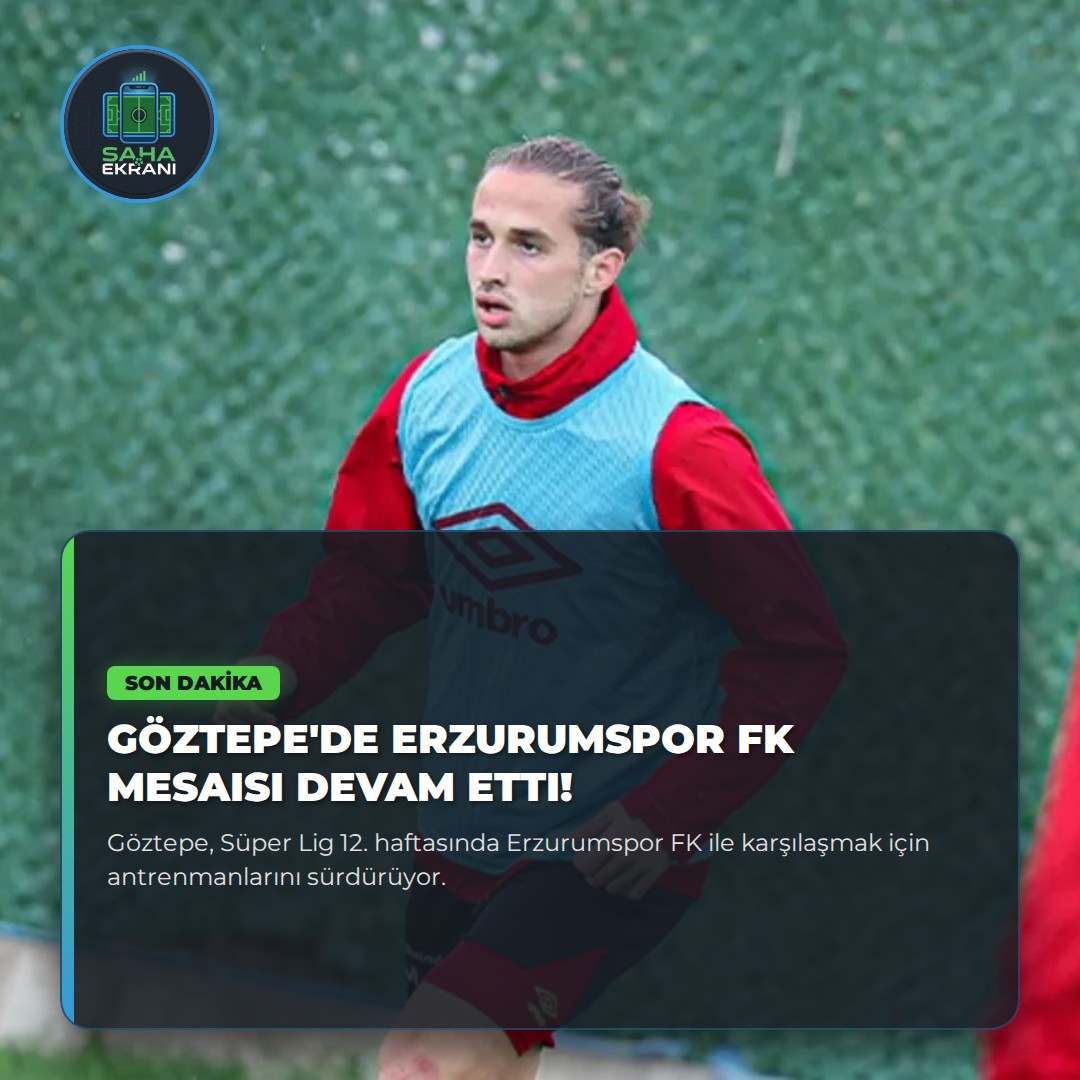 SAHA
EKRANI
umbro
SON DAKİKA
GÖZTEPE'DE ERZURUMSPOR FK
MESAISI DEVAM ETTI!
Göztepe, Süper Lig 12. haftasında Erzurumspor FK ile karşılaşmak için
antrenmanlarını sürdürüyor.